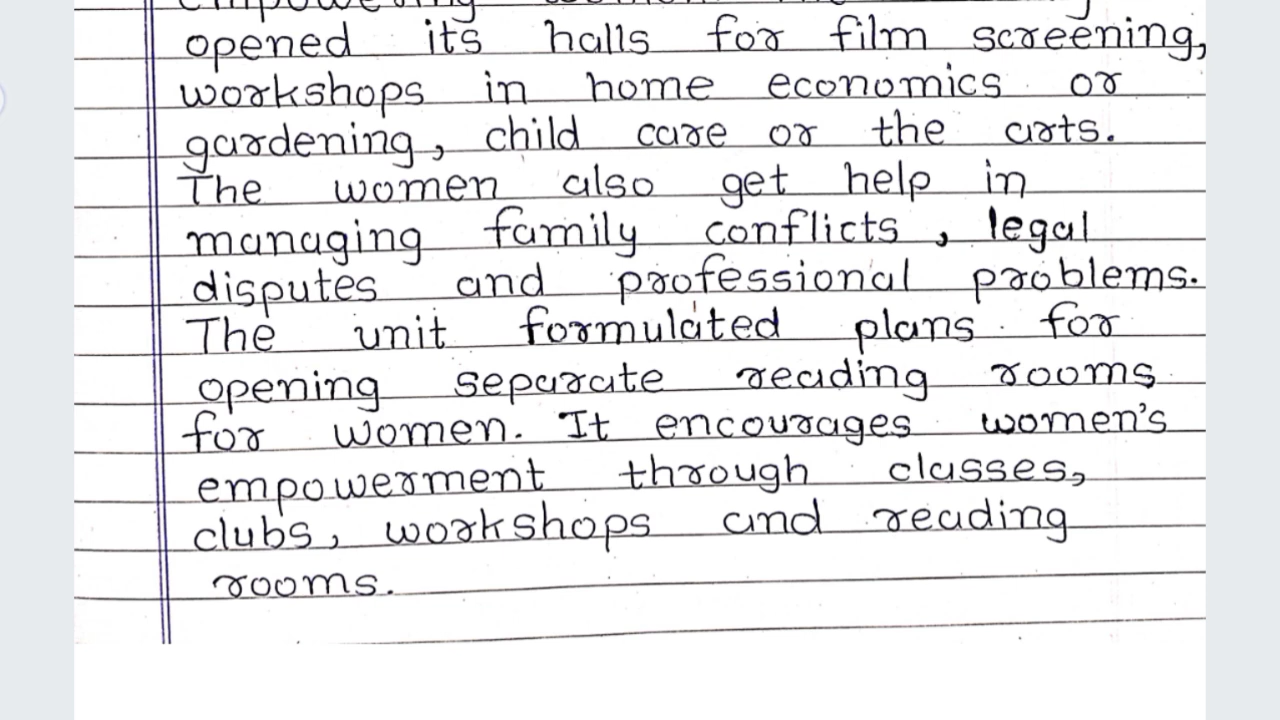 empowering women
opened its halls for film screening,
workshops in home economics or
gardening, child care or the arts.
The women also get help in
managing family conflicts, legal
disputes and professional problems.
The unit formulated plans for
opening separate reading rooms
for women. It encourages women's
empowerment through classes,
clubs, workshops and reading
rooms.